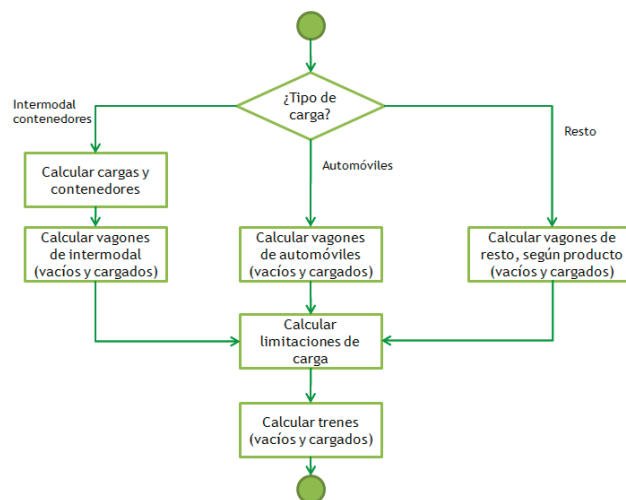 ¿Tipo de
carga?
Intermodal
contenedores
Automóviles
Resto
Calcular cargas y
contenedores
Calcular vagones
de intermodal
(vacíos y cargados)
Calcular vagones
de automóviles
(vacíos y cargados)
Calcular vagones de
resto, según producto
(vacíos y cargados)
Calcular
limitaciones de
carga
Calcular trenes
(vacíos y cargados)